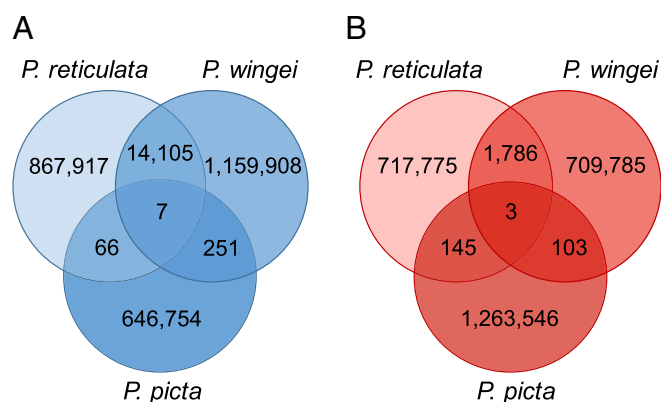 A
B
P. reticulata
P. wingei
P. reticulata
P. wingei
867,917
14,105
1,159,908
717,775
1,786
709,785
7
3
66
251
145
103
646,754
1,263,546
P. picta
P. picta